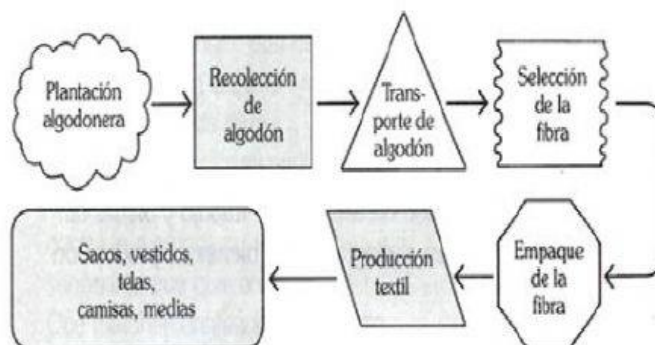 Plantación
algodonera
Recolección
de
algodón
Trans-
porte de
algodón
Selección
de la
fibra
Empaque
de la
fibra
Producción
textil
Sacos, vestidos,
telas,
camisas, medias